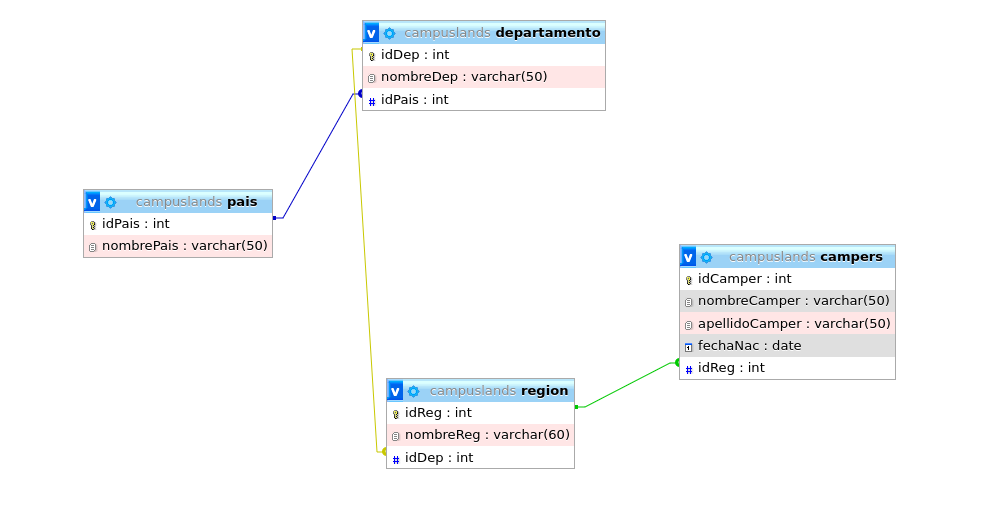 v campuslands departamento
idDep : int
nombreDep : varchar(50)
# idPais : int
v campuslands pais
idPais : int
nombrePais : varchar(50)
v campuslands campers
idCamper : int
nombreCamper : varchar(50)
apellidoCamper : varchar(50)
fechaNac : date
# idReg : int
v campuslands region
idReg : int
nombreReg : varchar(60)
# idDep : int